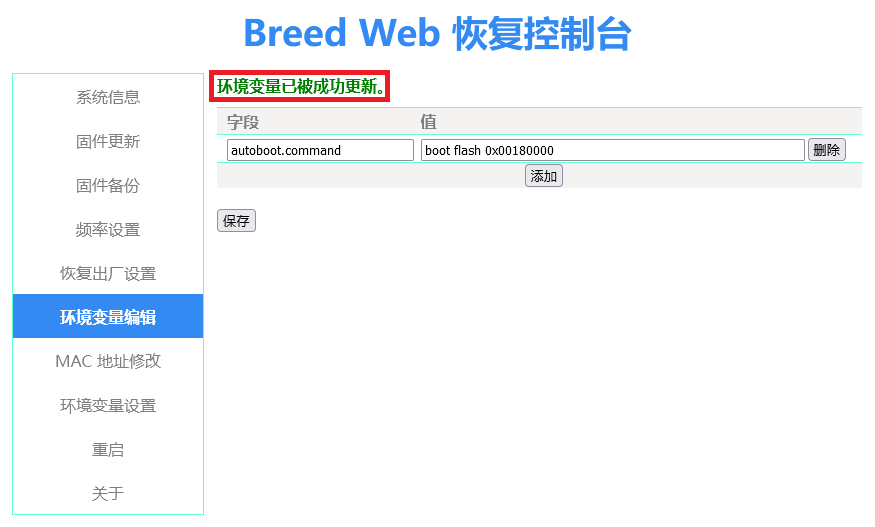 Breed Web 恢复控制台
系统信息
固件更新
固件备份
频率设置
恢复出厂设置
环境变量编辑
MAC 地址修改
环境变量设置
重启
关于
环境变量已被成功更新。
字段 值
autoboot.command boot flash 0x00180000 删除
添加
保存